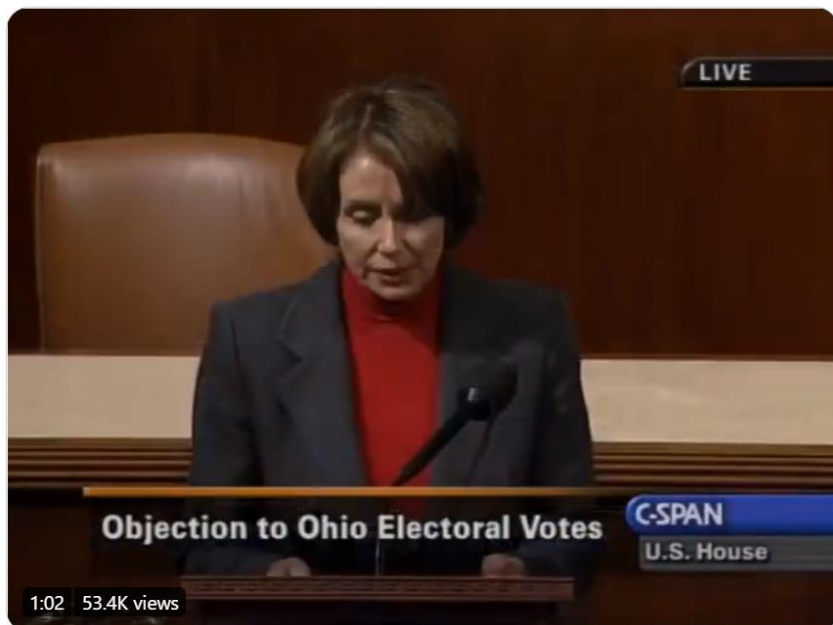 LIVE
Objection to Ohio Electoral Votes
C-SPAN
U.S. House
1:02 53.4K views